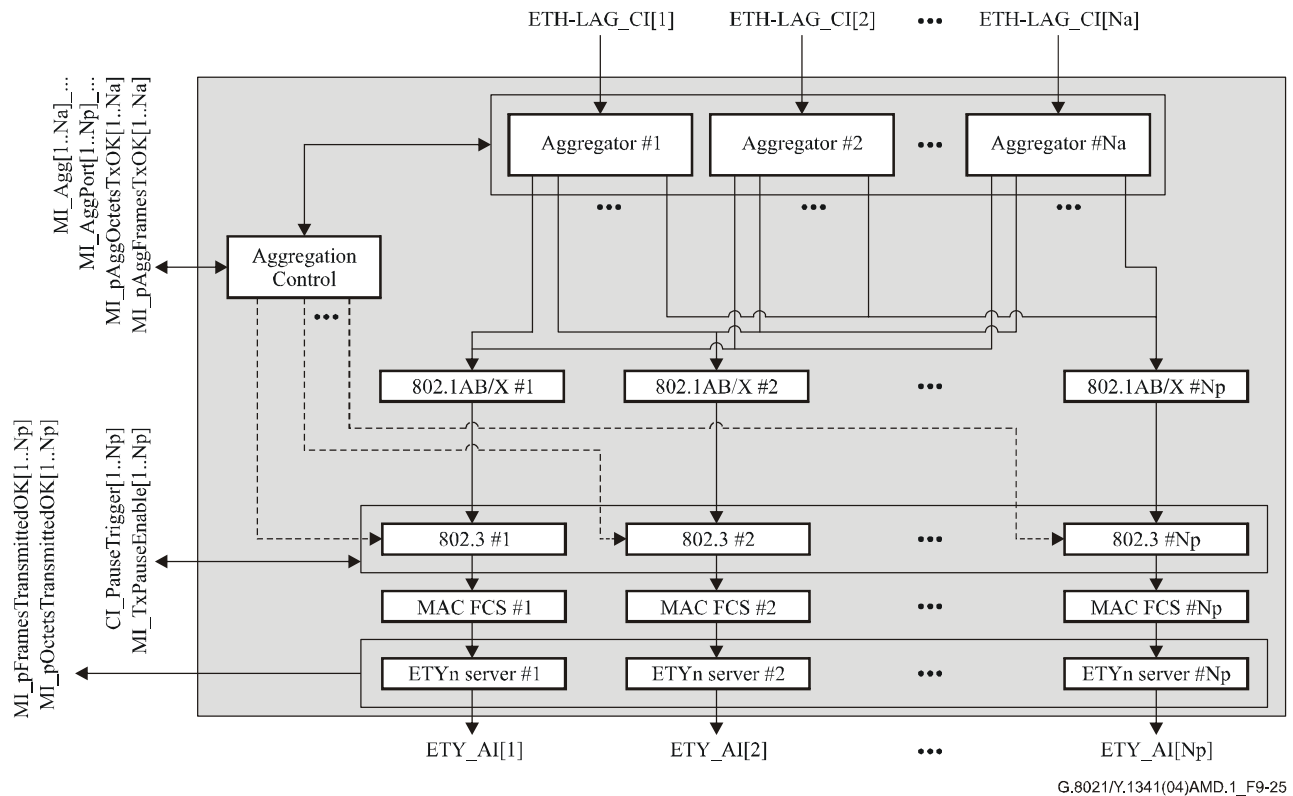 ETH-LAG_CI[1] ETH-LAG_CI[2] ••• ETH-LAG_CI[Na]
MI_Agg[1..Na]_...
MI_AggPort[1..Np]_...
MI_pAggOctetsTxOK[1..Na]
MI_pAggFramesTxOK[1..Na]
Aggregator #1 Aggregator #2 ••• Aggregator #Na
••• ••• •••
Aggregation
Control
•••
802.1AB/X #1 802.1AB/X #2 ••• 802.1AB/X #Np
MI_pFramesTransmittedOK[1..Np]
MI_pOctetsTransmittedOK[1..Np]
CI_PauseTrigger[1..Np]
MI_TxPauseEnable[1..Np]
802.3 #1 802.3 #2 ••• 802.3 #Np
MAC FCS #1 MAC FCS #2 ••• MAC FCS #Np
ETYn server #1 ETYn server #2 ••• ETYn server #Np
ETY_AI[1] ETY_AI[2] ••• ETY_AI[Np]
G.8021/Y.1341(04)AMD.1_F9-25